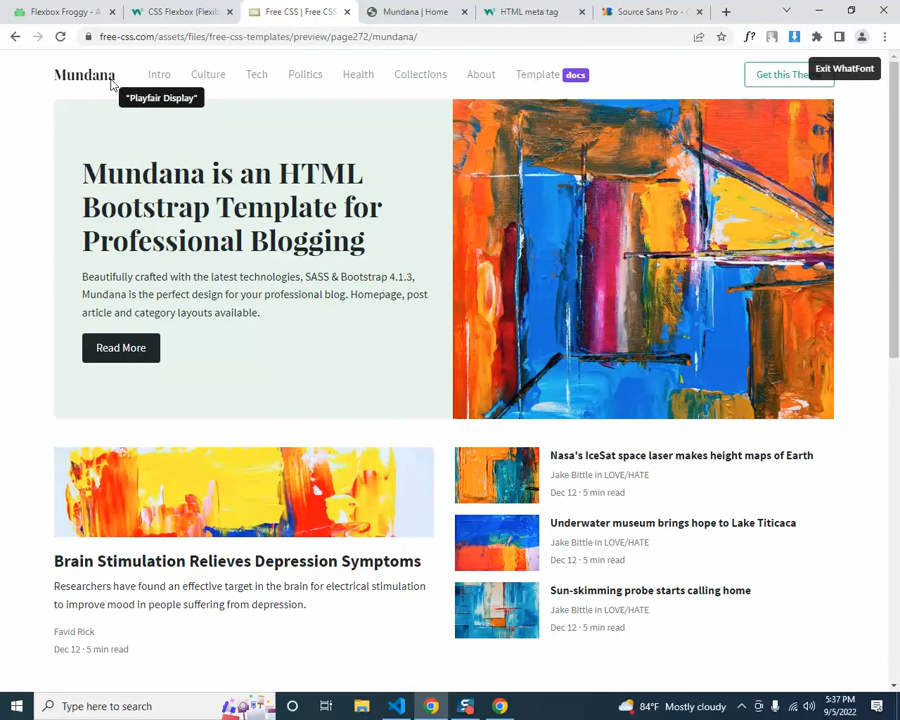 Flexbox Froggy - A
CSS Flexbox (Flexib
Free CSS | Free CSS
Mundana | Home
HTML meta tag
Source Sans Pro - G
free-css.com/assets/files/free-css-templates/preview/page272/mundana/
f?
Mundana
Intro
Culture
Tech
Politics
Health
Collections
About
Template docs
Get this The
Exit WhatFont
"Playfair Display"
Mundana is an HTML
Bootstrap Template for
Professional Blogging
Beautifully crafted with the latest technologies, SASS & Bootstrap 4.1.3,
Mundana is the perfect design for your professional blog. Homepage, post
article and category layouts available.
Read More
Brain Stimulation Relieves Depression Symptoms
Researchers have found an effective target in the brain for electrical stimulation
to improve mood in people suffering from depression.
Favid Rick
Dec 12 · 5 min read
Nasa's IceSat space laser makes height maps of Earth
Jake Bittle in LOVE/HATE
Dec 12 · 5 min read
Underwater museum brings hope to Lake Titicaca
Jake Bittle in LOVE/HATE
Dec 12 · 5 min read
Sun-skimming probe starts calling home
Jake Bittle in LOVE/HATE
Dec 12 · 5 min read
Type here to search
84°F Mostly cloudy
5:37 PM
9/5/2022